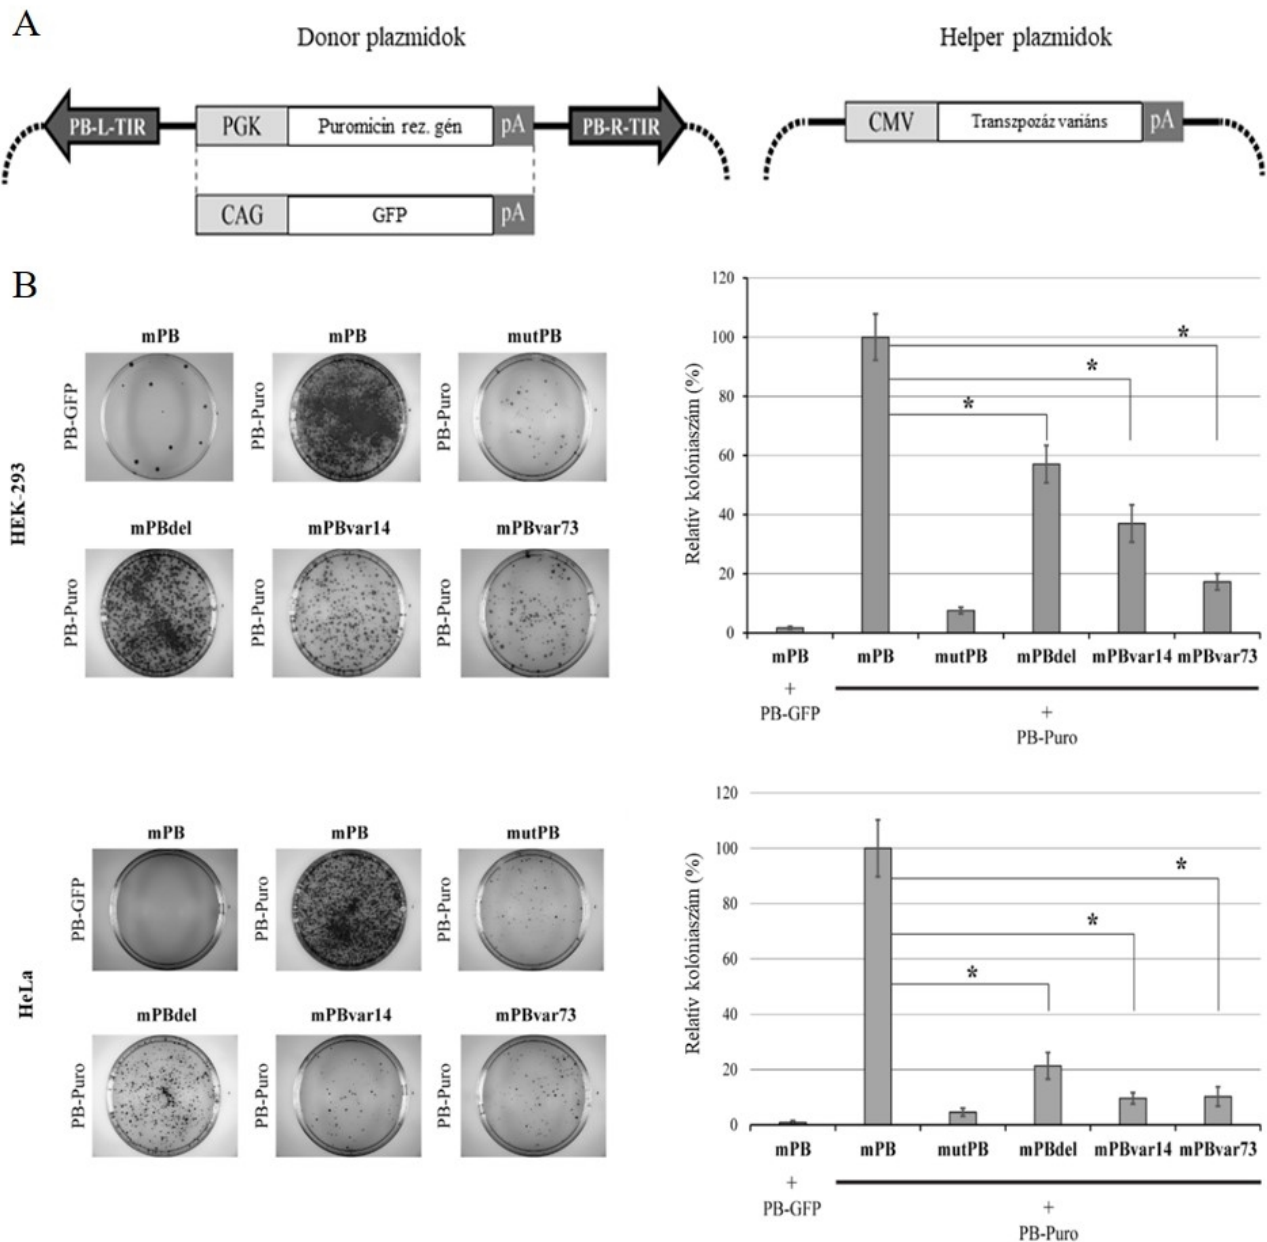 A
Donor plazmidok
Helper plazmidok
PB-L-TIR
PGK
Puromicin rez. gén
pA
PB-R-TIR
CMV
Transzpozáz variáns
pA
CAG
GFP
pA
B
HEK-293
mPB
mPB
mutPB
PB-GFP
PB-Puro
PB-Puro
mPBdel
mPBvar14
mPBvar73
PB-Puro
PB-Puro
PB-Puro
Relatív kolóniaszám (%)
120
100
80
60
40
20
0
*
*
*
mPB
mPB
mutPB
mPBdel
mPBvar14
mPBvar73
+
PB-GFP
+
PB-Puro
HeLa
mPB
mPB
mutPB
PB-GFP
PB-Puro
PB-Puro
mPBdel
mPBvar14
mPBvar73
PB-Puro
PB-Puro
PB-Puro
Relatív kolóniaszám (%)
120
100
80
60
40
20
0
*
*
*
mPB
mPB
mutPB
mPBdel
mPBvar14
mPBvar73
+
PB-GFP
+
PB-Puro